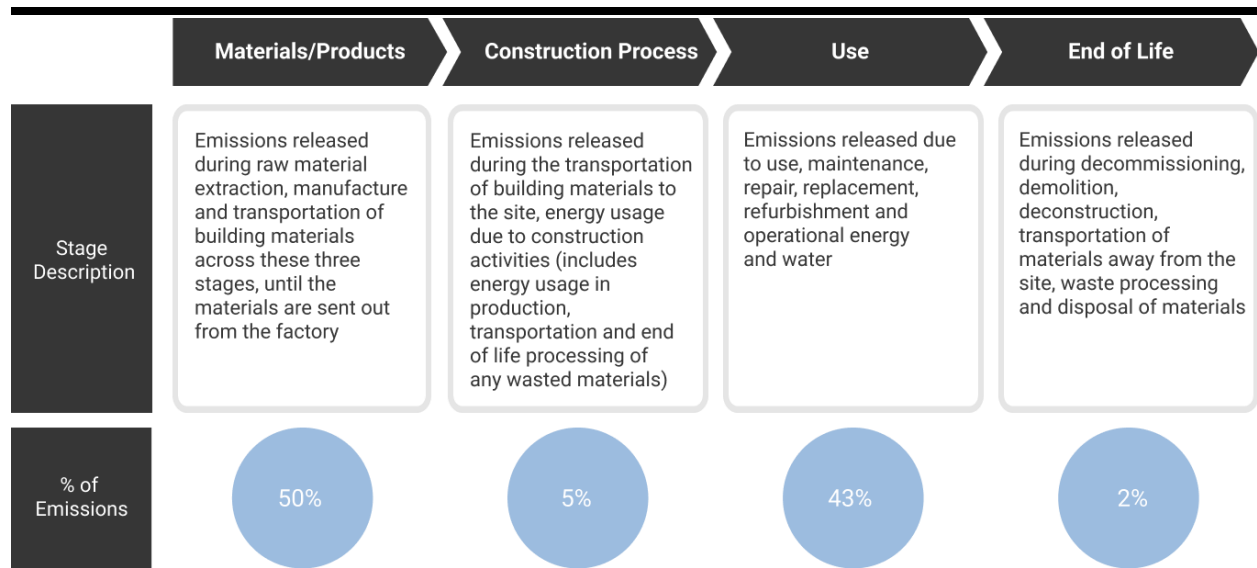 Materials/Products
Construction Process
Use
End of Life
Stage
Description
Emissions released
during raw material
extraction, manufacture
and transportation of
building materials
across these three
stages, until the
materials are sent out
from the factory
Emissions released
during the transportation
of building materials to
the site, energy usage
due to construction
activities (includes
energy usage in
production,
transportation and end
of life processing of
any wasted materials)
Emissions released due
to use, maintenance,
repair, replacement,
refurbishment and
operational energy
and water
Emissions released
during decommissioning,
demolition,
deconstruction,
transportation of
materials away from the
site, waste processing
and disposal of materials
% of
Emissions
50%
5%
43%
2%